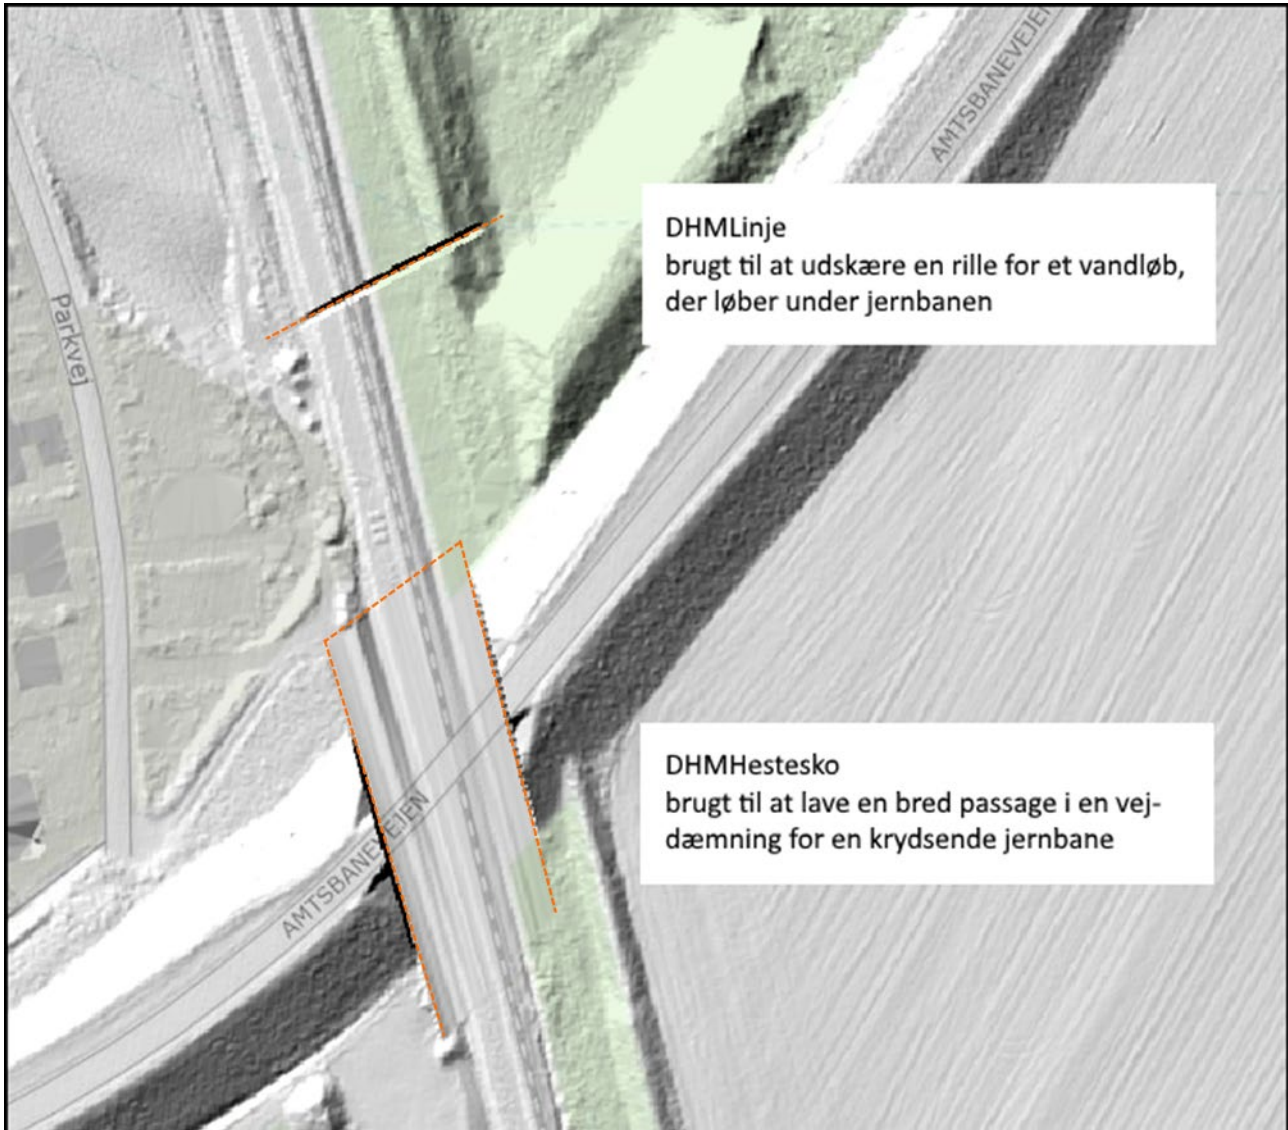 AMTSBANEVEJEN
DHMLinje
brugt til at udskære en rille for et vandløb,
der løber under jernbanen
Parkvej
DHMHestesko
brugt til at lave en bred passage i en vej-
dæmning for en krydsende jernbane
AMTSBANEVEJEN